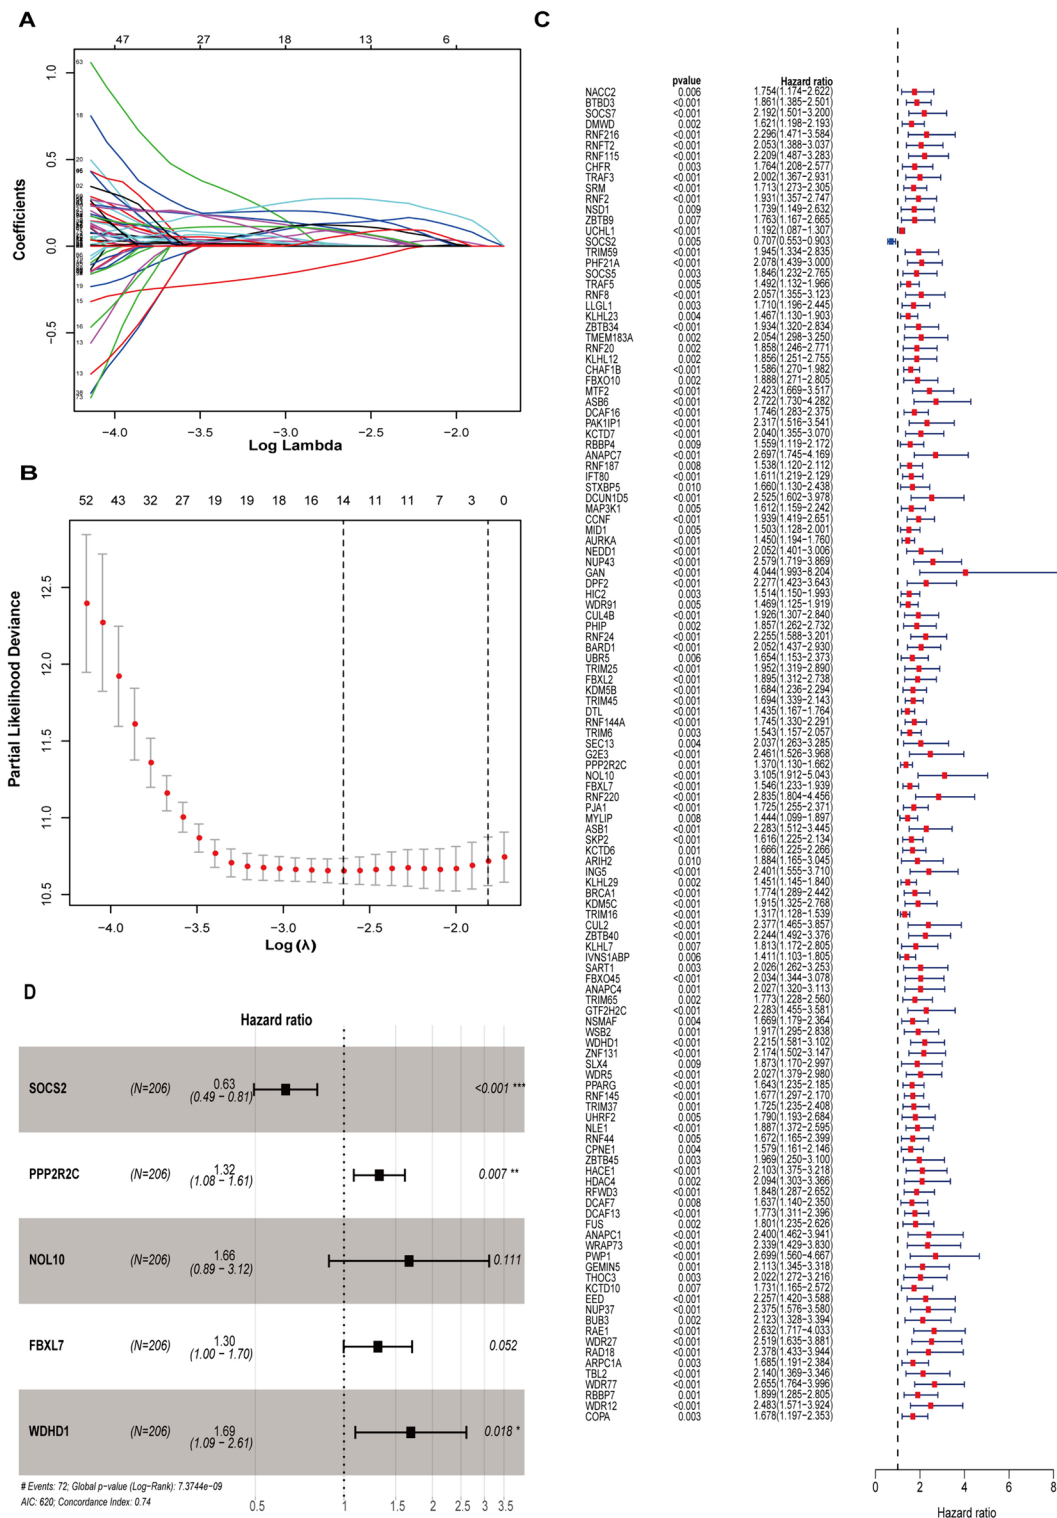 A
47 27 18 13 6
1.0
0.5
0.0
−0.5
Coefficients
−4.0 −3.5 −3.0 −2.5 −2.0
Log Lambda
B
52 43 32 27 19 19 18 16 14 11 11 7 3 0
12.5
12.0
11.5
11.0
10.5
Partial Likelihood Deviance
−4.0 −3.5 −3.0 −2.5 −2.0
Log (λ)
D
Hazard ratio
SOCS2 (N=206) 0.63 (0.49 − 0.81) <0.001 ***
PPP2R2C (N=206) 1.32 (1.08 − 1.61) 0.007 **
NOL10 (N=206) 1.66 (0.89 − 3.12) 0.111
FBXL7 (N=206) 1.30 (1.00 − 1.70) 0.052
WDHD1 (N=206) 1.69 (1.09 − 2.61) 0.018 *
# Events: 72; Global p−value (Log−Rank): 7.3744e−09
AIC: 620; Concordance Index: 0.74
0.5 1 1.5 2 2.5 3 3.5
C
pvalue Hazard ratio
NACC2 0.006 1.754(1.174−2.622)
BTBD3 <0.001 1.861(1.385−2.501)
SOCS7 <0.001 2.192(1.501−3.200)
DMWD 0.002 1.621(1.198−2.193)
RNF216 <0.001 2.296(1.471−3.584)
RNFT2 <0.001 2.053(1.388−3.037)
RNF115 <0.001 2.209(1.487−3.283)
CHFR 0.003 1.764(1.208−2.577)
TRAF3 <0.001 2.002(1.367−2.931)
SRM <0.001 1.713(1.273−2.305)
RNF2 <0.001 1.931(1.357−2.747)
NSD1 0.009 1.739(1.149−2.632)
ZBTB9 0.007 1.763(1.167−2.665)
UCHL1 <0.001 1.192(1.087−1.307)
SOCS2 0.005 0.707(0.553−0.903)
TRIM59 <0.001 1.945(1.334−2.835)
PHF21A <0.001 2.078(1.439−3.000)
SOCS5 0.003 1.846(1.232−2.765)
TRAF5 0.005 1.492(1.132−1.966)
RNF8 <0.001 2.057(1.355−3.123)
LLGL1 0.003 1.710(1.196−2.445)
KLHL23 0.004 1.467(1.130−1.903)
ZBTB34 <0.001 1.934(1.320−2.834)
TMEM183A 0.002 2.054(1.298−3.250)
RNF20 0.002 1.858(1.246−2.771)
KLHL12 0.002 1.856(1.251−2.755)
CHAF1B <0.001 1.586(1.270−1.982)
FBXO10 0.002 1.888(1.271−2.805)
MTF2 <0.001 2.423(1.669−3.517)
ASB6 <0.001 2.722(1.730−4.282)
DCAF16 <0.001 1.746(1.283−2.375)
PAK1IP1 <0.001 2.317(1.516−3.541)
KCTD7 <0.001 2.040(1.355−3.070)
RBBP4 0.009 1.559(1.119−2.172)
ANAPC7 <0.001 2.697(1.745−4.169)
RNF187 0.008 1.538(1.120−2.112)
IFT80 <0.001 1.611(1.219−2.129)
STXBP5 0.010 1.660(1.130−2.438)
DCUN1D5 <0.001 2.525(1.602−3.978)
MAP3K1 0.005 1.612(1.159−2.242)
CCNF <0.001 1.939(1.419−2.651)
MID1 0.005 1.503(1.128−2.001)
AURKA <0.001 1.450(1.194−1.760)
NEDD1 <0.001 2.052(1.401−3.006)
NUP43 <0.001 2.579(1.719−3.869)
GAN <0.001 4.044(1.993−8.204)
DPF2 <0.001 2.277(1.423−3.643)
HIC2 0.003 1.514(1.150−1.993)
WDR91 0.005 1.469(1.125−1.919)
CUL4B <0.001 1.926(1.307−2.840)
PHIP 0.002 1.857(1.262−2.732)
RNF24 <0.001 2.255(1.588−3.201)
BARD1 <0.001 2.052(1.437−2.930)
UBR5 0.006 1.654(1.153−2.373)
TRIM25 <0.001 1.952(1.319−2.890)
FBXL2 <0.001 1.895(1.312−2.738)
KDM5B <0.001 1.684(1.236−2.294)
TRIM45 <0.001 1.694(1.339−2.143)
DTL <0.001 1.435(1.167−1.764)
RNF144A <0.001 1.745(1.330−2.291)
TRIM6 0.003 1.543(1.157−2.057)
SEC13 0.004 2.037(1.263−3.285)
G2E3 <0.001 2.461(1.526−3.968)
PPP2R2C <0.001 1.370(1.130−1.662)
NOL10 <0.001 3.105(1.912−5.043)
FBXL7 <0.001 1.546(1.233−1.939)
RNF220 <0.001 2.835(1.804−4.456)
PJA1 <0.001 1.725(1.255−2.371)
MYLIP 0.008 1.444(1.099−1.897)
ASB1 <0.001 2.283(1.512−3.445)
SKP2 <0.001 1.616(1.225−2.134)
KCTD6 <0.001 1.666(1.225−2.266)
ARIH2 0.010 1.884(1.165−3.045)
ING5 <0.001 2.401(1.555−3.710)
KLHL29 0.002 1.451(1.145−1.840)
BRCA1 <0.001 1.774(1.289−2.442)
KDM5C <0.001 1.915(1.325−2.768)
TRIM16 <0.001 1.317(1.128−1.539)
CUL2 <0.001 2.377(1.465−3.857)
ZBTB40 <0.001 2.244(1.492−3.376)
KLHL7 0.007 1.813(1.172−2.805)
IVNS1ABP 0.006 1.411(1.103−1.805)
SART1 0.003 2.026(1.262−3.253)
FBXO45 <0.001 2.034(1.344−3.078)
ANAPC4 0.001 2.027(1.320−3.113)
TRIM65 0.002 1.773(1.228−2.560)
GTF2H2C <0.001 2.283(1.455−3.581)
NSMAF 0.004 1.669(1.179−2.364)
WSB2 0.001 1.917(1.295−2.838)
WDHD1 <0.001 2.215(1.581−3.102)
ZNF131 <0.001 2.174(1.502−3.147)
SLX4 0.009 1.873(1.170−2.997)
WDR5 <0.001 2.027(1.379−2.980)
PPARG <0.001 1.643(1.235−2.185)
RNF145 <0.001 1.677(1.297−2.170)
TRIM37 0.001 1.725(1.235−2.408)
UHRF2 0.005 1.790(1.193−2.684)
NLE1 <0.001 1.887(1.372−2.595)
RNF44 0.005 1.672(1.165−2.399)
CPNE1 0.004 1.579(1.161−2.146)
ZBTB45 0.003 1.969(1.250−3.100)
HACE1 <0.001 2.103(1.375−3.218)
HDAC4 0.002 2.094(1.303−3.366)
RFWD3 <0.001 1.848(1.287−2.652)
DCAF7 0.008 1.637(1.140−2.350)
DCAF13 <0.001 1.773(1.311−2.396)
FUS 0.002 1.801(1.235−2.626)
ANAPC1 <0.001 2.400(1.462−3.941)
WRAP73 <0.001 2.339(1.429−3.830)
PWP1 <0.001 2.699(1.560−4.667)
GEMIN5 0.001 2.113(1.345−3.318)
THOC3 0.003 2.022(1.272−3.216)
KCTD10 0.007 1.731(1.165−2.572)
EED <0.001 2.257(1.420−3.588)
NUP37 <0.001 2.375(1.576−3.580)
BUB3 0.002 2.123(1.328−3.394)
RAE1 <0.001 2.632(1.717−4.033)
WDR27 <0.001 2.519(1.635−3.881)
RAD18 <0.001 2.378(1.433−3.944)
ARPC1A 0.003 1.685(1.191−2.384)
TBL2 <0.001 2.140(1.369−3.346)
WDR77 <0.001 2.655(1.764−3.996)
RBBP7 0.001 1.899(1.285−2.805)
WDR12 <0.001 2.483(1.571−3.924)
COPA 0.003 1.678(1.197−2.353)
0 2 4 6 8
Hazard ratio